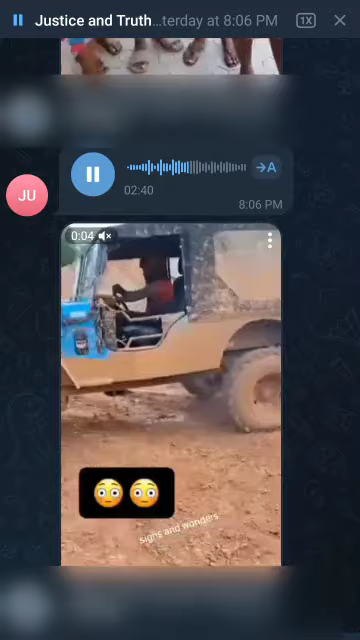 Justice and Truth...terday at 8:06 PM
1X
JU
02:40
A
8:06 PM
0:04
signs and wonders